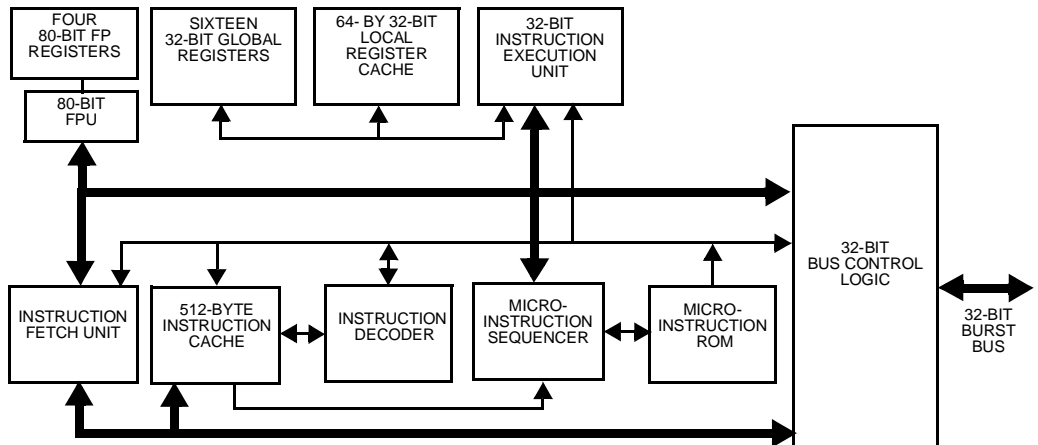 FOUR
80-BIT FP
REGISTERS
SIXTEEN
32-BIT GLOBAL
REGISTERS
64- BY 32-BIT
LOCAL
REGISTER
CACHE
32-BIT
INSTRUCTION
EXECUTION
UNIT
80-BIT
FPU
32-BIT
BUS CONTROL
LOGIC
32-BIT
BURST
BUS
INSTRUCTION
FETCH UNIT
512-BYTE
INSTRUCTION
CACHE
INSTRUCTION
DECODER
MICRO-
INSTRUCTION
SEQUENCER
MICRO-
INSTRUCTION
ROM